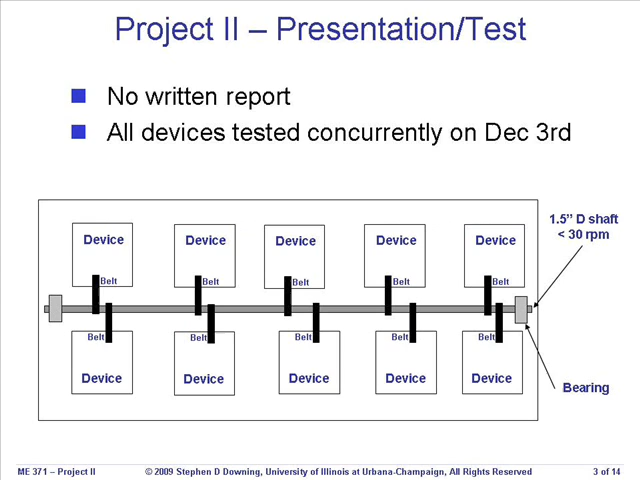 Project II – Presentation/Test
No written report
All devices tested concurrently on Dec 3rd
1.5" D shaft
< 30 rpm
Device Device Device Device Device
Belt Belt Belt Belt Belt
Belt Belt Belt Belt Belt
Device Device Device Device Device
Bearing
ME 371 – Project II © 2009 Stephen D Downing, University of Illinois at Urbana-Champaign, All Rights Reserved 3 of 14